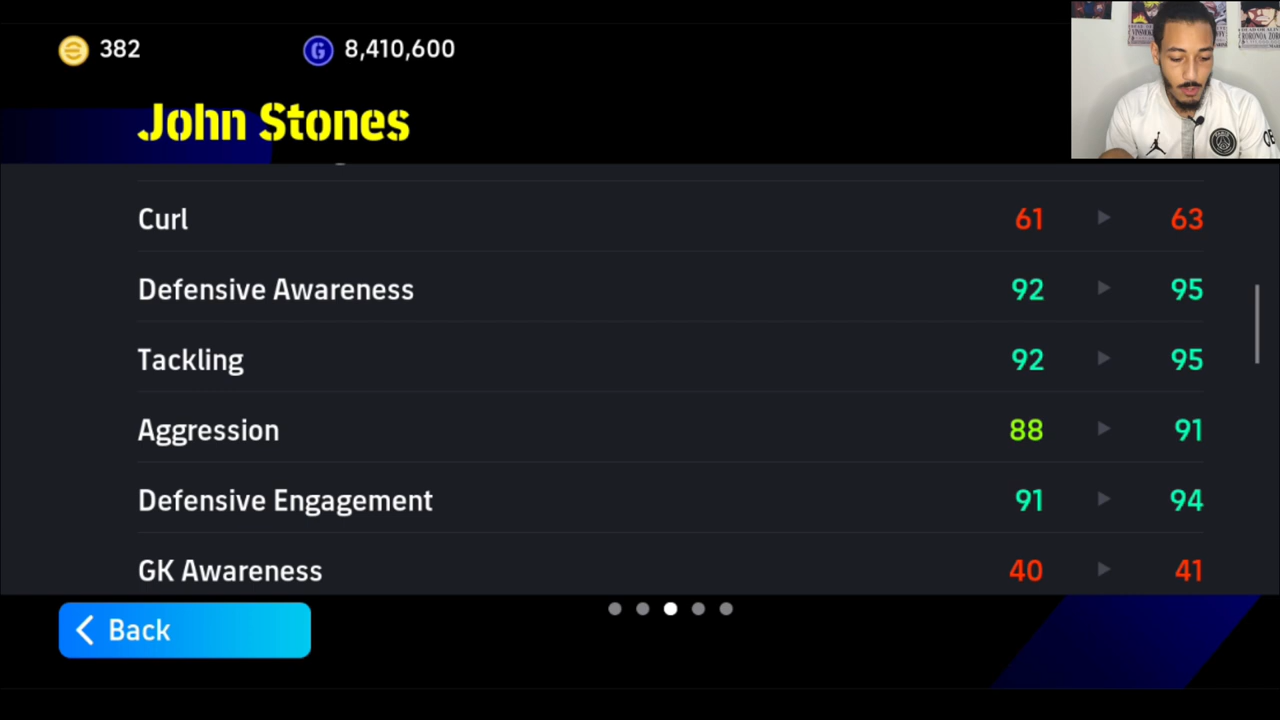 382
8,410,600
John Stones
Curl 61 63
Defensive Awareness 92 95
Tackling 92 95
Aggression 88 91
Defensive Engagement 91 94
GK Awareness 40 41
Back